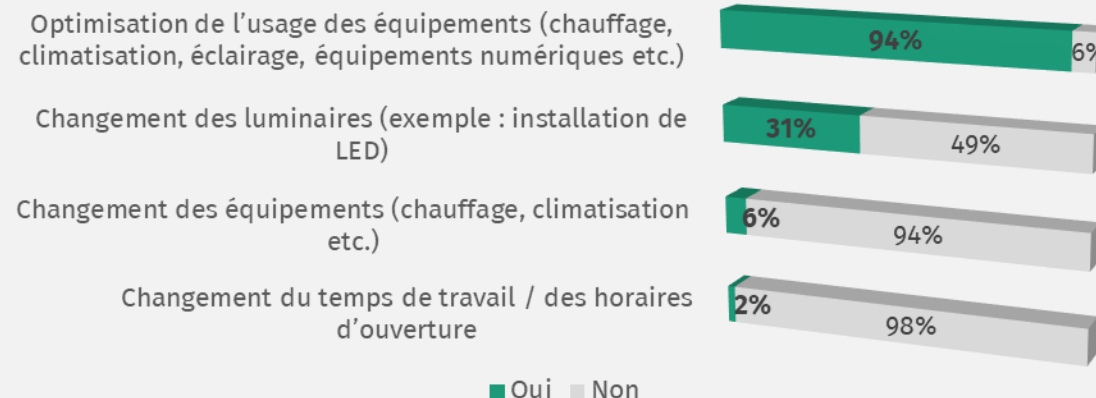 Optimisation de l'usage des équipements (chauffage,
climatisation, éclairage, équipements numériques etc.)
94%
6%
Changement des luminaires (exemple : installation de
LED)
31%
49%
Changement des équipements (chauffage, climatisation
etc.)
6%
94%
Changement du temps de travail / des horaires
d'ouverture
2%
98%
Oui Non